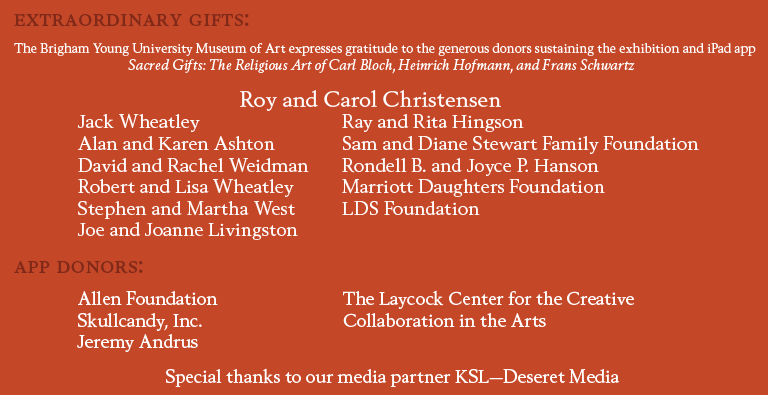 EXTRAORDINARY GIFTS:
The Brigham Young University Museum of Art expresses gratitude to the generous donors sustaining the exhibition and iPad app
Sacred Gifts: The Religious Art of Carl Bloch, Heinrich Hofmann, and Frans Schwartz
Roy and Carol Christensen
Jack Wheatley
Alan and Karen Ashton
David and Rachel Weidman
Robert and Lisa Wheatley
Stephen and Martha West
Joe and Joanne Livingston
Ray and Rita Hingson
Sam and Diane Stewart Family Foundation
Rondell B. and Joyce P. Hanson
Marriott Daughters Foundation
LDS Foundation
APP DONORS:
Allen Foundation
Skullcandy, Inc.
Jeremy Andrus
The Laycock Center for the Creative
Collaboration in the Arts
Special thanks to our media partner KSL—Deseret Media